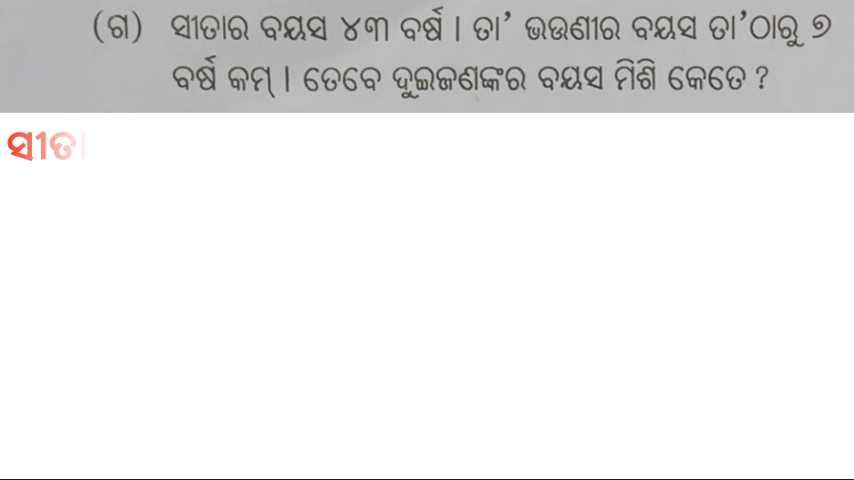 (ଗ) ସୀତାର ବୟସ ୪୩ ବର୍ଷ । ତା’ ଭଉଣୀର ବୟସ ତା’ଠାରୁ ୭
ବର୍ଷ କମ୍ । ତେବେ ଦୁଇଜଣଙ୍କର ବୟସ ମିଶି କେତେ ?
ସୀତା